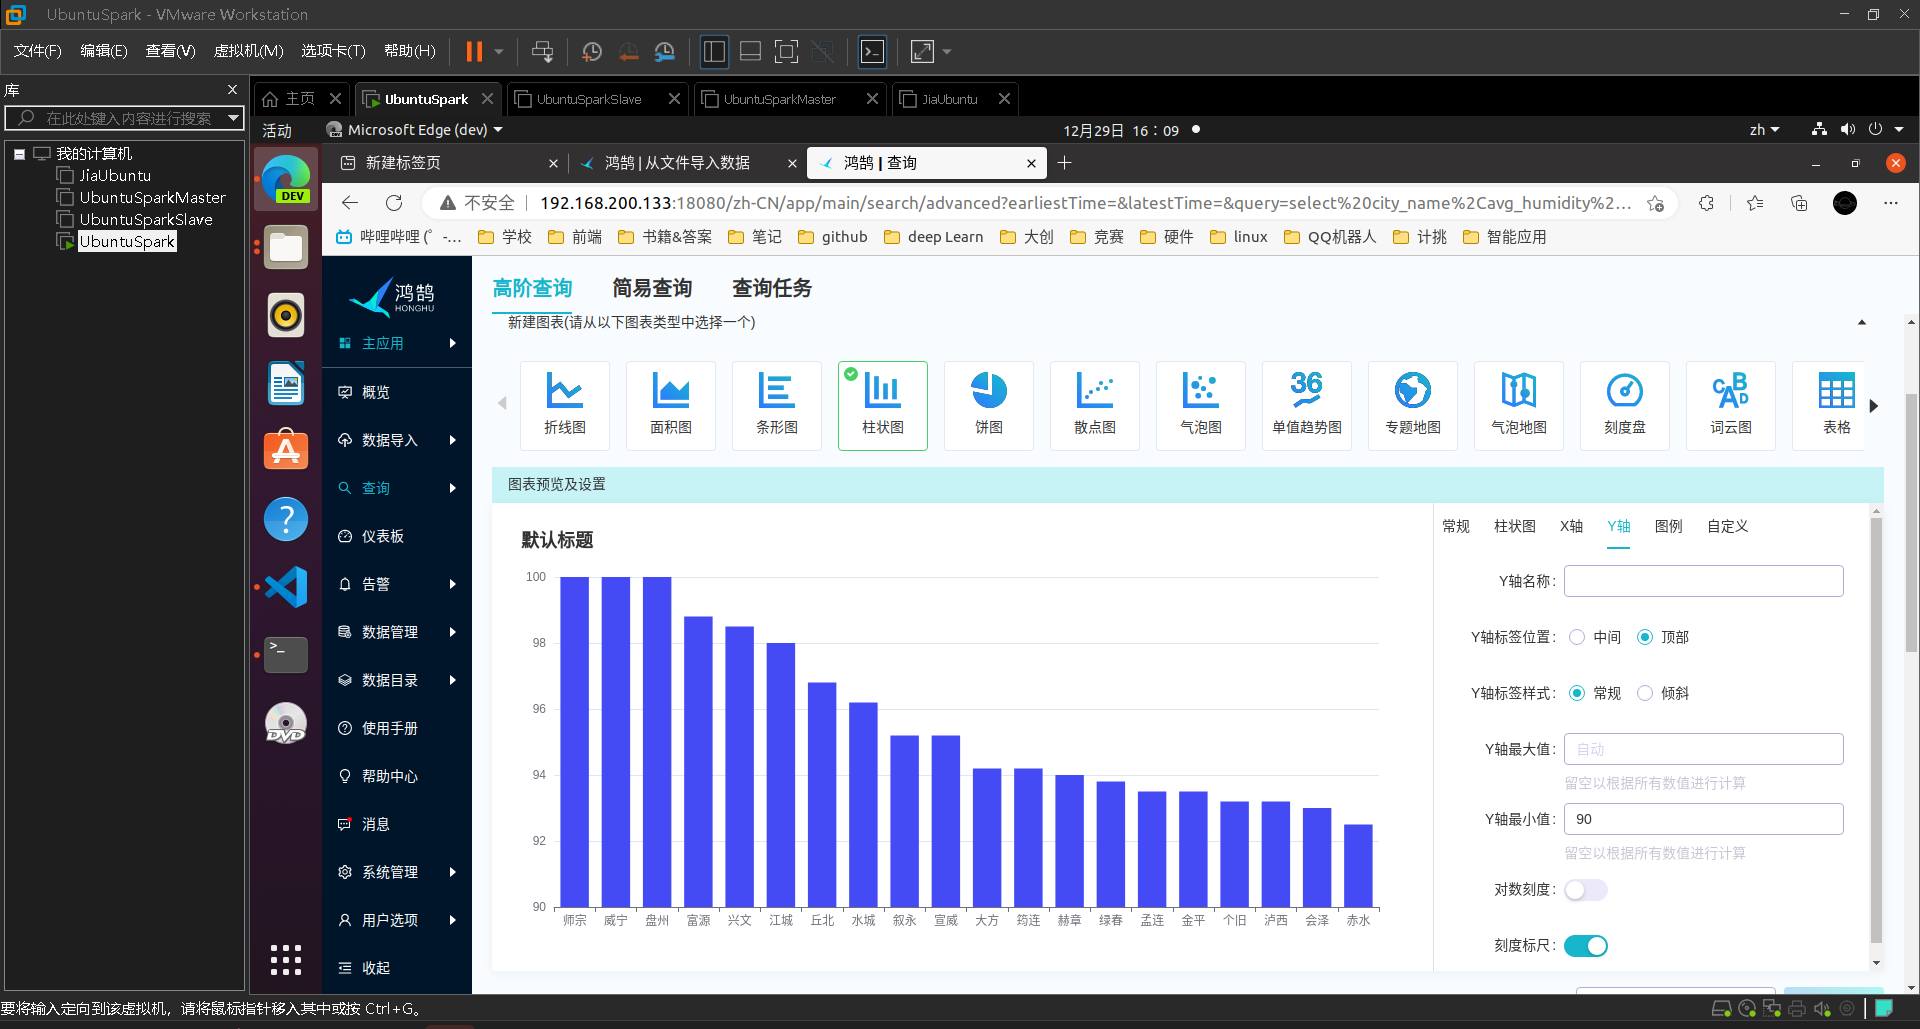 UbuntuSpark - VMware Workstation
文件(F) 编辑(E) 查看(V) 虚拟机(M) 选项卡(T) 帮助(H)
库
在此处键入内容进行搜索
我的计算机
JiaUbuntu
UbuntuSparkMaster
UbuntuSparkSlave
UbuntuSpark
主页 UbuntuSpark UbuntuSparkSlave UbuntuSparkMaster JiaUbuntu
活动 Microsoft Edge (dev) 12月29日 16：09 zh
新建标签页 鸿鹄 | 从文件导入数据 鸿鹄 | 查询
不安全 192.168.200.133:18080/zh-CN/app/main/search/advanced?earliestTime=&latestTime=&query=select%20city_name%2Cavg_humidity%2...
哔哩哔哩 (゜-... 学校 前端 书籍&答案 笔记 github deep Learn 大创 竞赛 硬件 linux QQ机器人 计挑 智能应用
DEV
DVD
鸿鹄
HONGHU
主应用
概览
数据导入
查询
仪表板
告警
数据管理
数据目录
使用手册
帮助中心
消息
系统管理
用户选项
收起
高阶查询 简易查询 查询任务
新建图表(请从以下图表类型中选择一个)
36
折线图 面积图 条形图 柱状图 饼图 散点图 气泡图 单值趋势图 专题地图 气泡地图 刻度盘 词云图 表格
图表预览及设置
默认标题
100
98
96
94
92
90
师宗 威宁 盘州 富源 兴文 江城 丘北 水城 叙永 宣威 大方 筠连 赫章 绿春 孟连 金平 个旧 泸西 会泽 赤水
常规 柱状图 X轴 Y轴 图例 自定义
Y轴名称：
Y轴标签位置： 中间 顶部
Y轴标签样式： 常规 倾斜
Y轴最大值： 自动
留空以根据所有数值进行计算
Y轴最小值： 90
留空以根据所有数值进行计算
对数刻度：
刻度标尺：
要将输入定向到该虚拟机，请将鼠标指针移入其中或按 Ctrl+G。